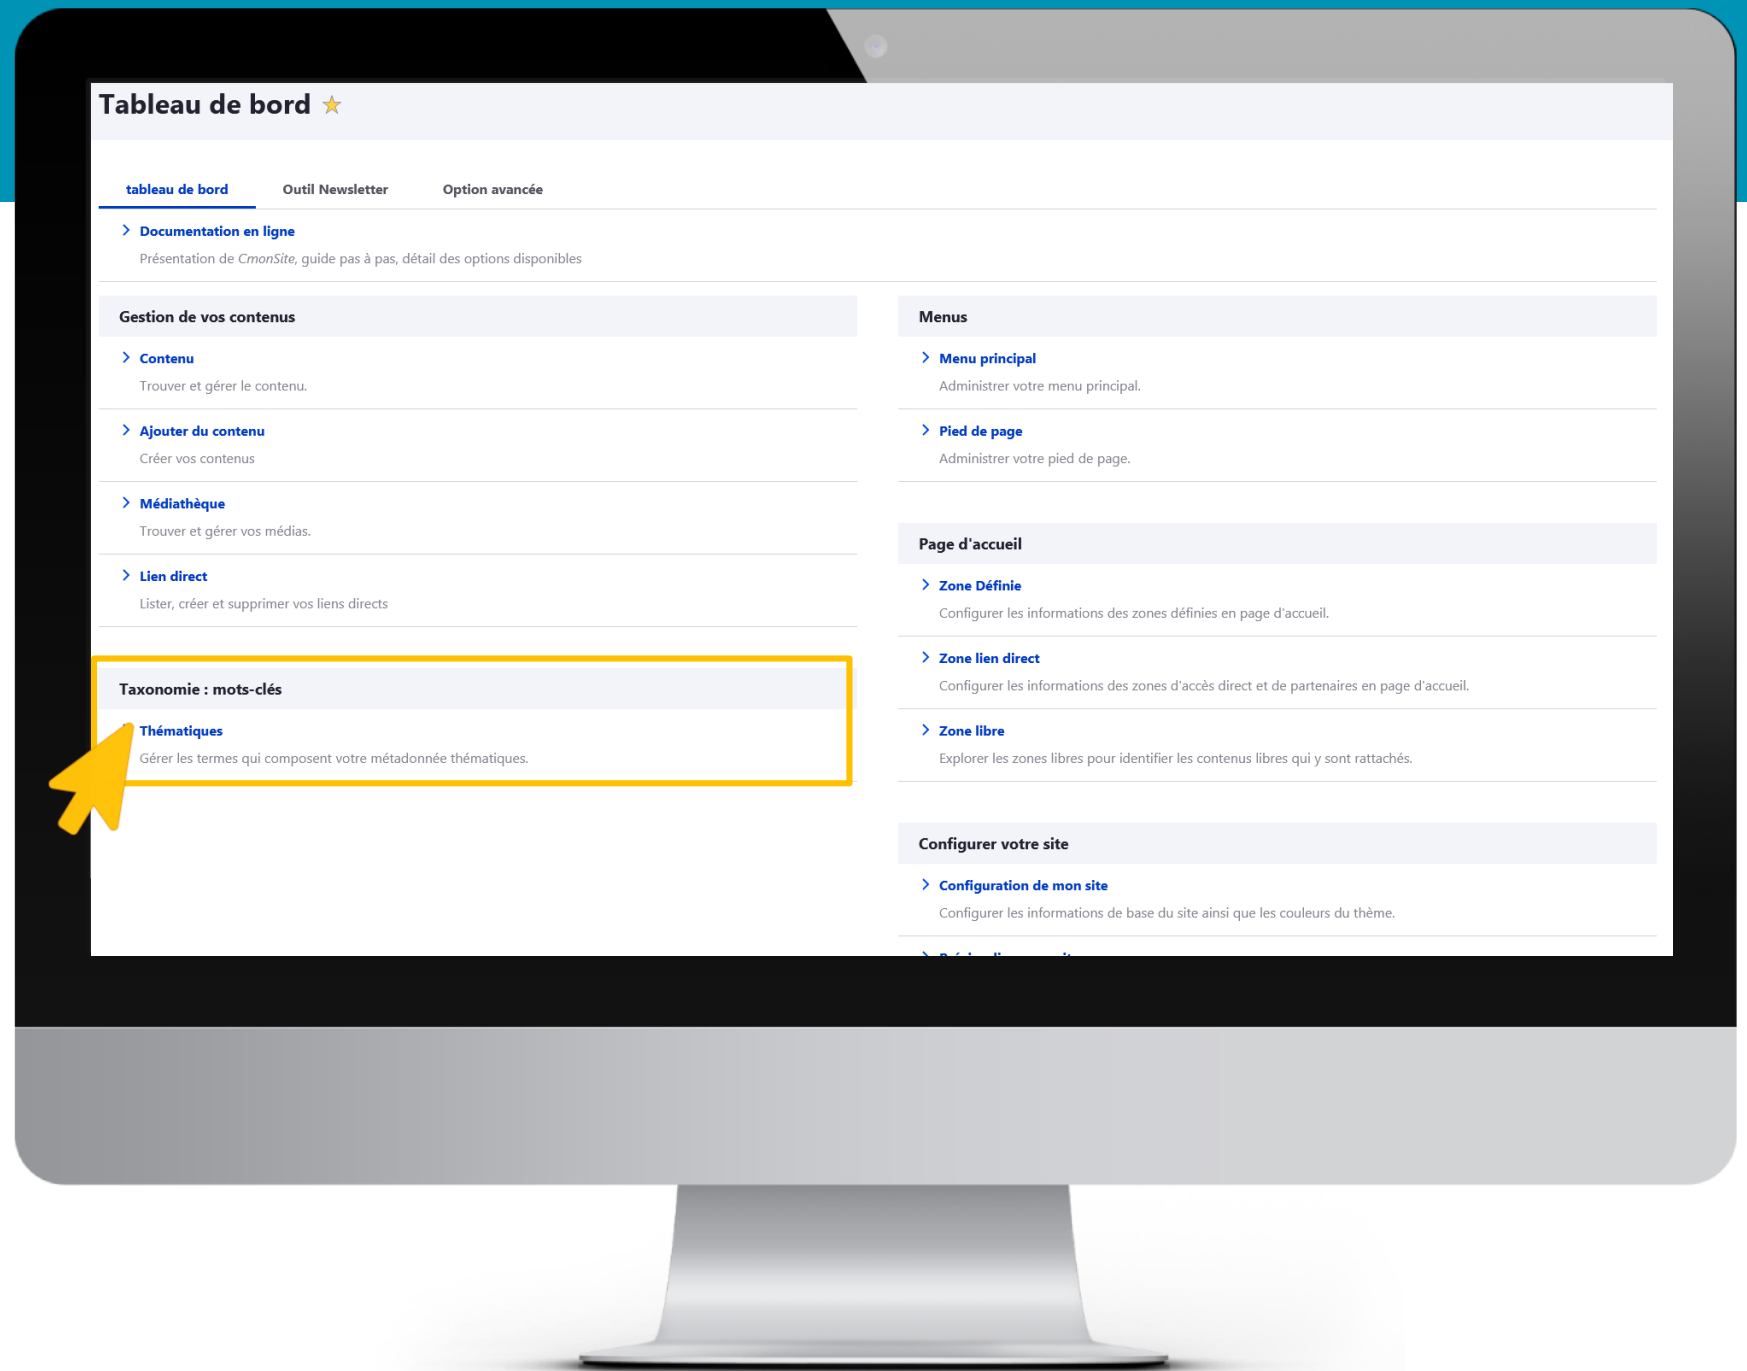 Tableau de bord
tableau de bord
Outil Newsletter
Option avancée
Documentation en ligne
Présentation de CmonSite, guide pas à pas, détail des options disponibles
Gestion de vos contenus
Contenu
Trouver et gérer le contenu.
Ajouter du contenu
Créer vos contenus
Médiathèque
Trouver et gérer vos médias.
Lien direct
Lister, créer et supprimer vos liens directs
Taxonomie : mots-clés
Thématiques
Gérer les termes qui composent votre métadonnée thématiques.
Menus
Menu principal
Administrer votre menu principal.
Pied de page
Administrer votre pied de page.
Page d'accueil
Zone Définie
Configurer les informations des zones définies en page d'accueil.
Zone lien direct
Configurer les informations des zones d'accès direct et de partenaires en page d'accueil.
Zone libre
Explorer les zones libres pour identifier les contenus libres qui y sont rattachés.
Configurer votre site
Configuration de mon site
Configurer les informations de base du site ainsi que les couleurs du thème.